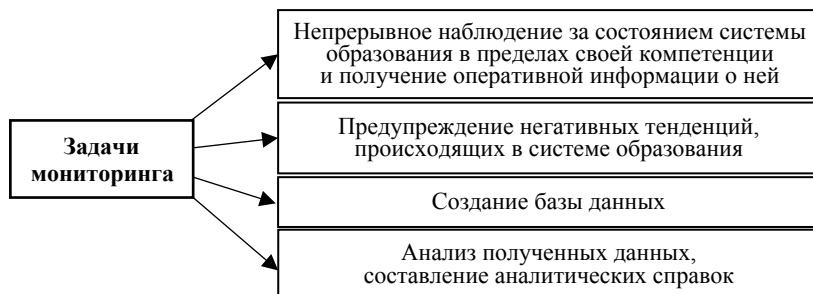 Непрерывное наблюдение за состоянием системы
образования в пределах своей компетенции
и получение оперативной информации о ней
Задачи
мониторинга
Предупреждение негативных тенденций,
происходящих в системе образования
Создание базы данных
Анализ полученных данных,
составление аналитических справок